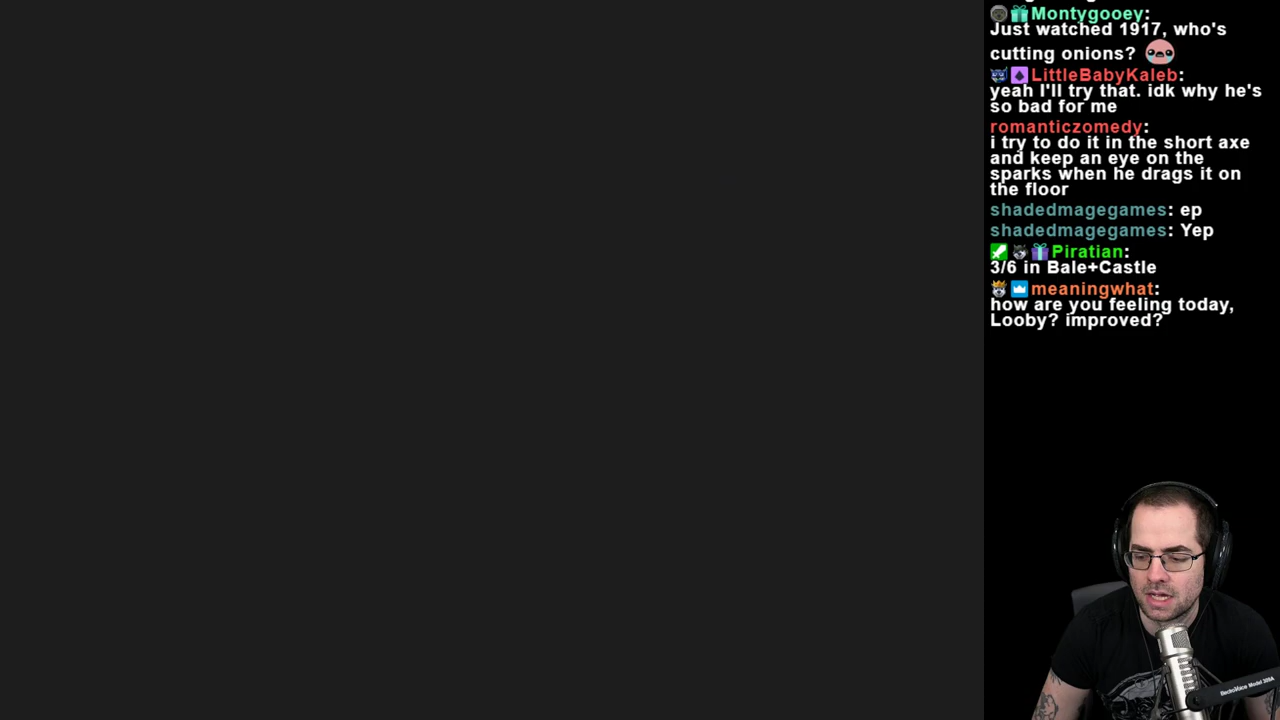 Montygooey:
Just watched 1917, who's
cutting onions?
LittleBabyKaleb:
yeah I'll try that. idk why he's
so bad for me
romanticzomedy:
i try to do it in the short axe
and keep an eye on the
sparks when he drags it on
the floor
shadedmagegames: ep
shadedmagegames: Yep
Piratian:
3/6 in Bale+Castle
meaningwhat:
how are you feeling today,
Looby? improved?